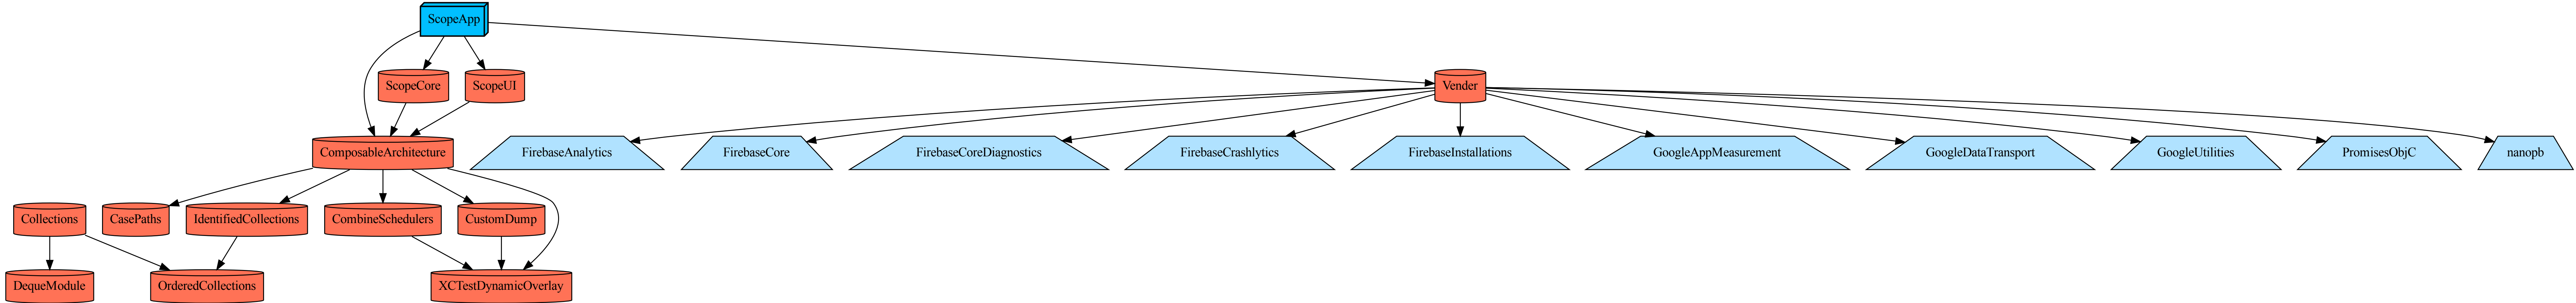 ScopeApp
ScopeCore
ScopeUI
Vender
ComposableArchitecture
FirebaseAnalytics
FirebaseCore
FirebaseCoreDiagnostics
FirebaseCrashlytics
FirebaseInstallations
GoogleAppMeasurement
GoogleDataTransport
GoogleUtilities
PromisesObjC
nanopb
Collections
CasePaths
IdentifiedCollections
CombineSchedulers
CustomDump
DequeModule
OrderedCollections
XCTestDynamicOverlay